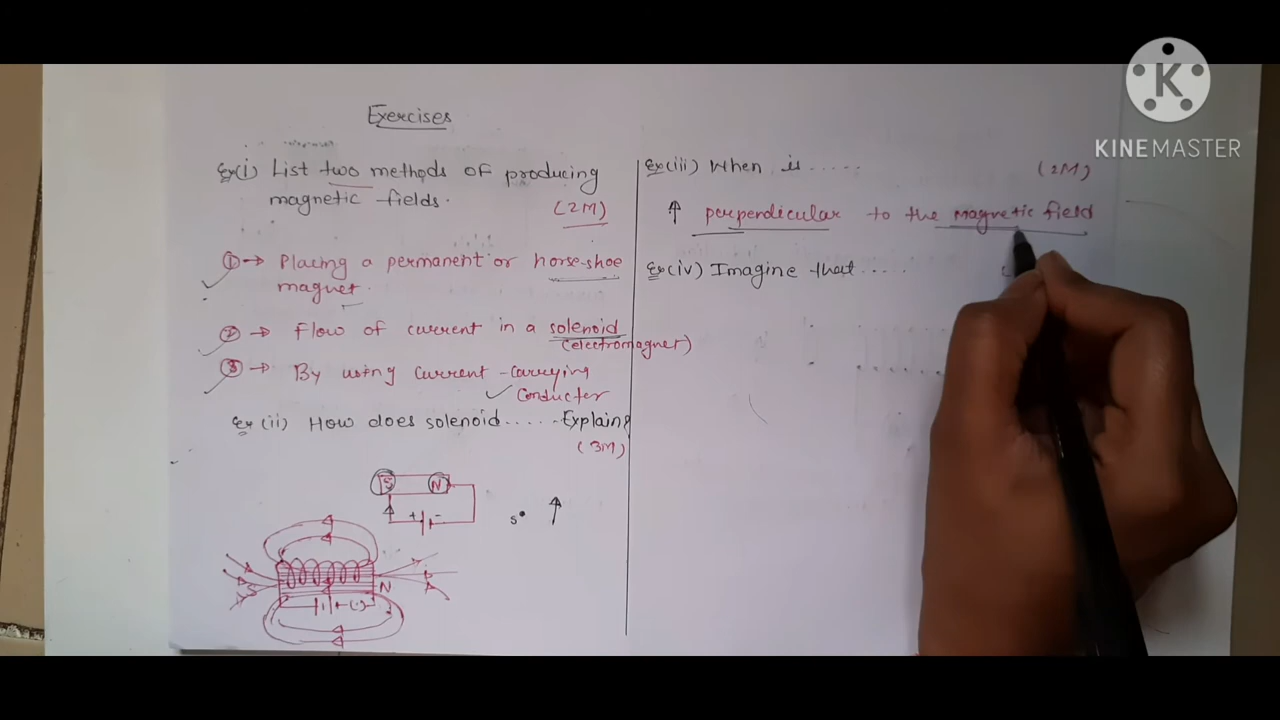 Exercises
Ex(i) List two methods of producing
magnetic fields.
(2M)
① → Placing a permanent or horse-shoe
magnet.
② → Flow of current in a solenoid
(electromagnet)
③ → By using current-carrying
conductor
Ex(ii) How does solenoid..... Explaing
(3M)
S N
+ -
S N
Ex(iii) When is .....
(2M)
↑ perpendicular to the magnetic field
Ex(iv) Imagine that ....
K
KINEMASTER